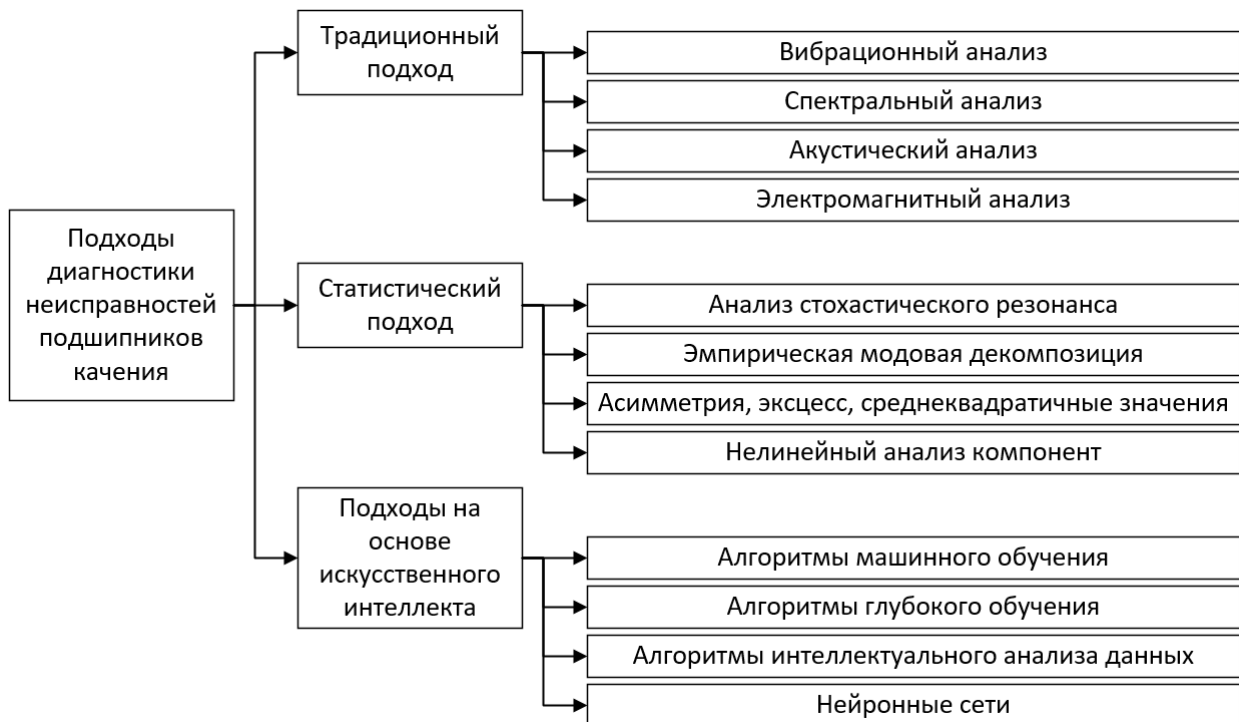 Подходы
диагностики
неисправностей
подшипников
качения
Традиционный
подход
Вибрационный анализ
Спектральный анализ
Акустический анализ
Электромагнитный анализ
Статистический
подход
Анализ стохастического резонанса
Эмпирическая модовая декомпозиция
Асимметрия, эксцесс, среднеквадратичные значения
Нелинейный анализ компонент
Подходы на
основе
искусственного
интеллекта
Алгоритмы машинного обучения
Алгоритмы глубокого обучения
Алгоритмы интеллектуального анализа данных
Нейронные сети